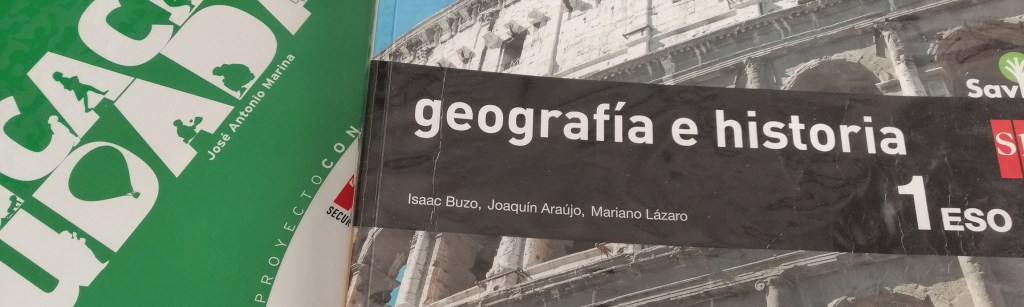 José Antonio Marina
PROYECTOCON
geografía e historia
Isaac Buzo, Joaquín Araújo, Mariano Lázaro
1 ESO